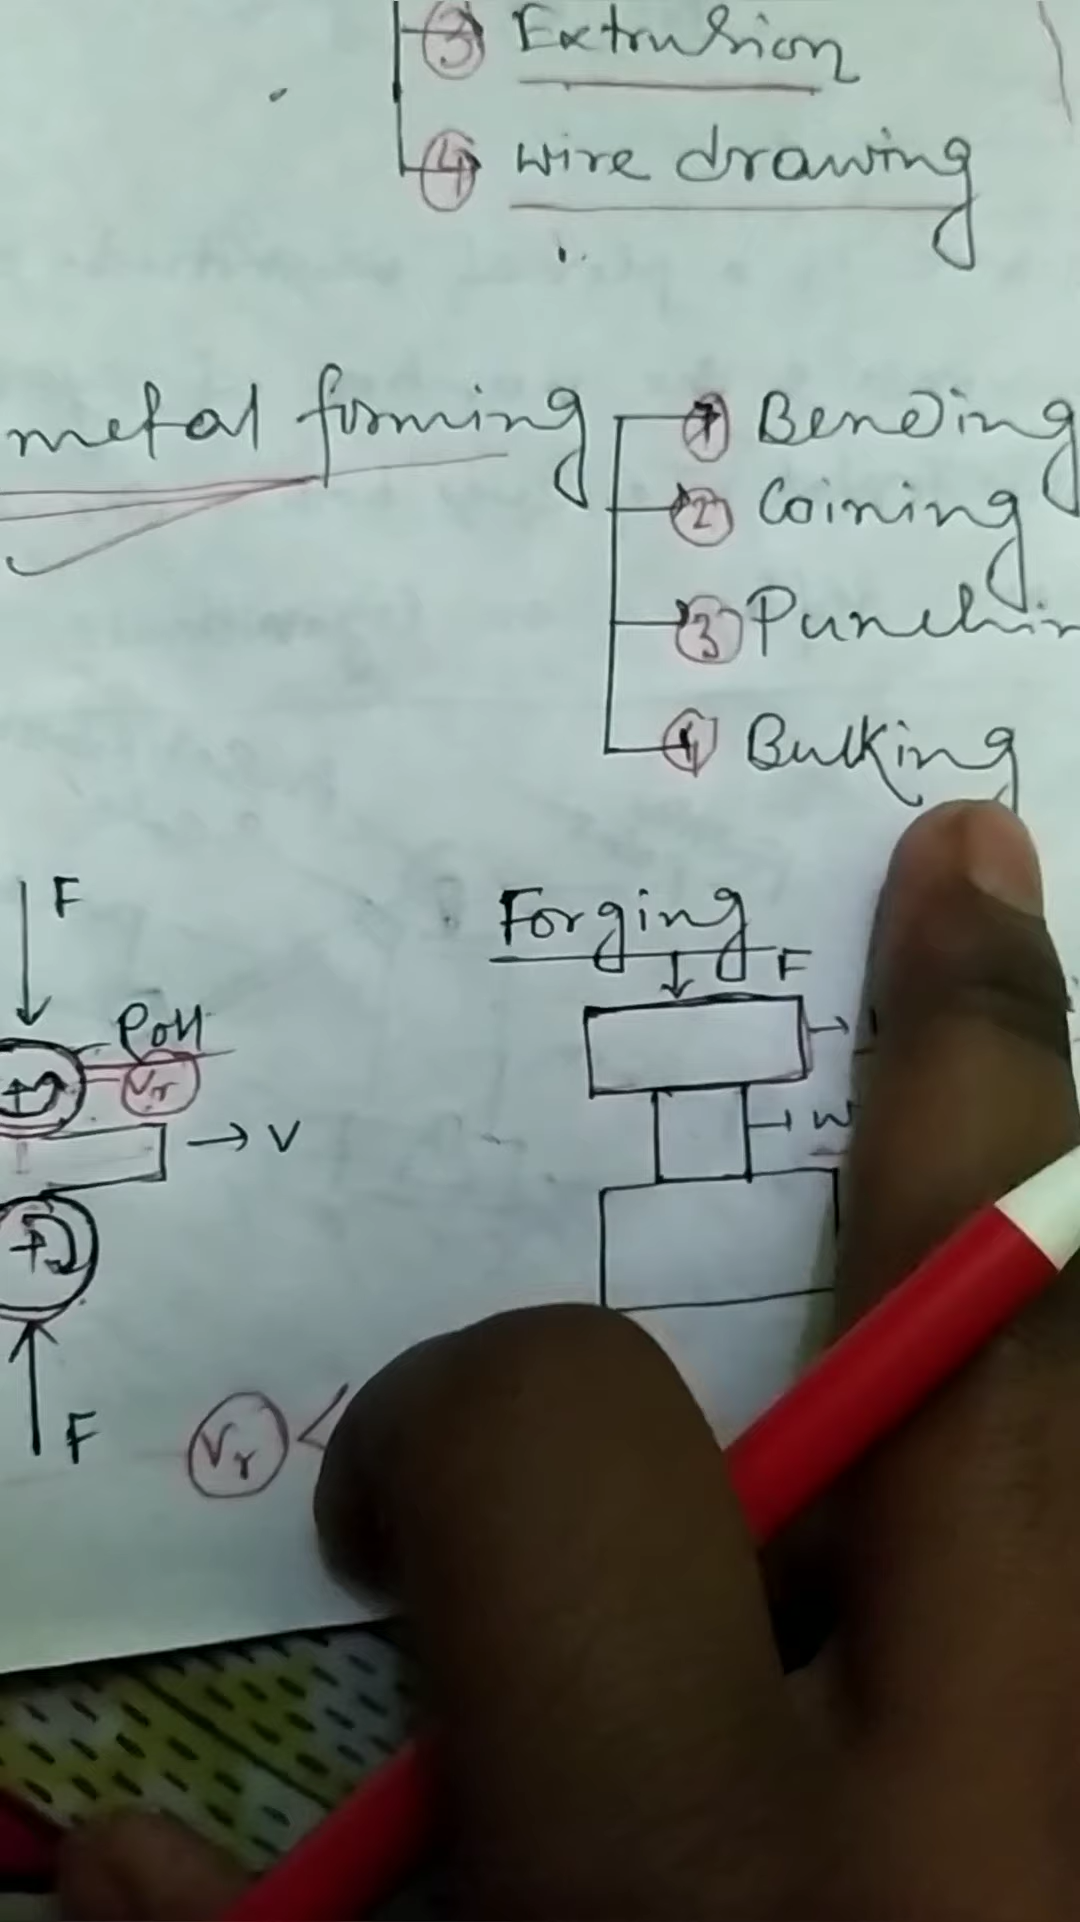 3 Extrusion
4 wire drawing
metal forming
1 Bending
2 Coining
3 Punchin
4 Bulking
F
Forging
F
Roll
Vr
V
W
F
Vr <